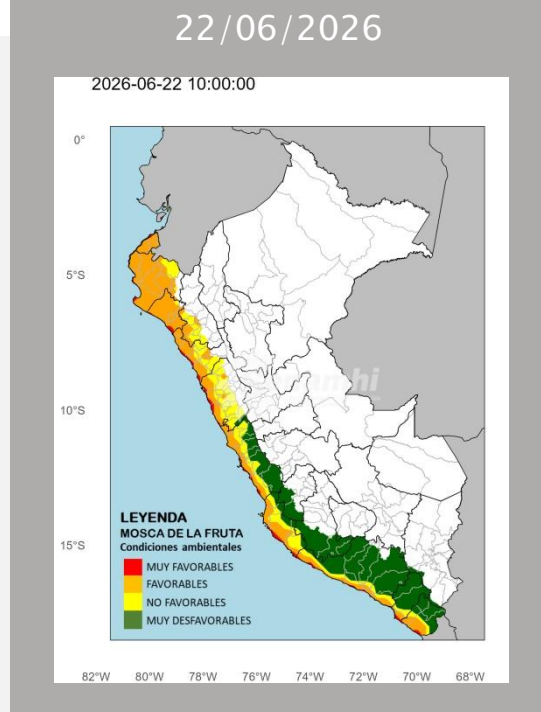 22/06/2026
2026-06-22 10:00:00
0°
5°S
10°S
15°S
LEYENDA
MOSCA DE LA FRUTA
Condiciones ambientales
MUY FAVORABLES
FAVORABLES
NO FAVORABLES
MUY DESFAVORABLES
82°W 80°W 78°W 76°W 74°W 72°W 70°W 68°W